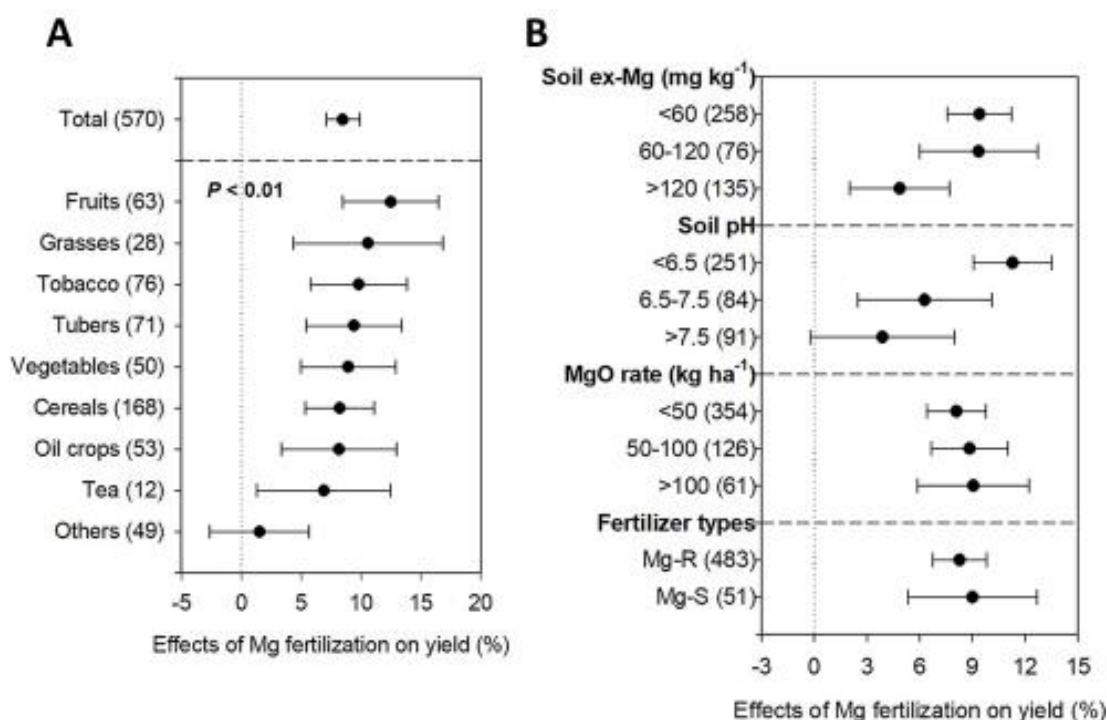 A
Total (570)
P < 0.01
Fruits (63)
Grasses (28)
Tobacco (76)
Tubers (71)
Vegetables (50)
Cereals (168)
Oil crops (53)
Tea (12)
Others (49)
-5 0 5 10 15 20
Effects of Mg fertilization on yield (%)
B
Soil ex-Mg (mg kg⁻¹)
<60 (258)
60-120 (76)
>120 (135)
Soil pH
<6.5 (251)
6.5-7.5 (84)
>7.5 (91)
MgO rate (kg ha⁻¹)
<50 (354)
50-100 (126)
>100 (61)
Fertilizer types
Mg-R (483)
Mg-S (51)
-3 0 3 6 9 12 15
Effects of Mg fertilization on yield (%)